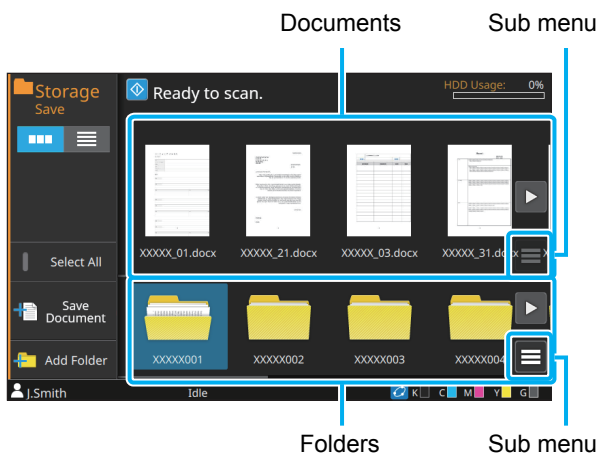 Documents
Sub menu
Storage
Save
Ready to scan.
HDD Usage: 0%
XXXXX_01.docx
XXXXX_21.docx
XXXXX_03.docx
XXXXX_31.docx
X
Select All
Save
Document
Add Folder
XXXXX001
XXXXX002
XXXXX003
XXXXX004
J.Smith
Idle
K C M Y G
Folders
Sub menu